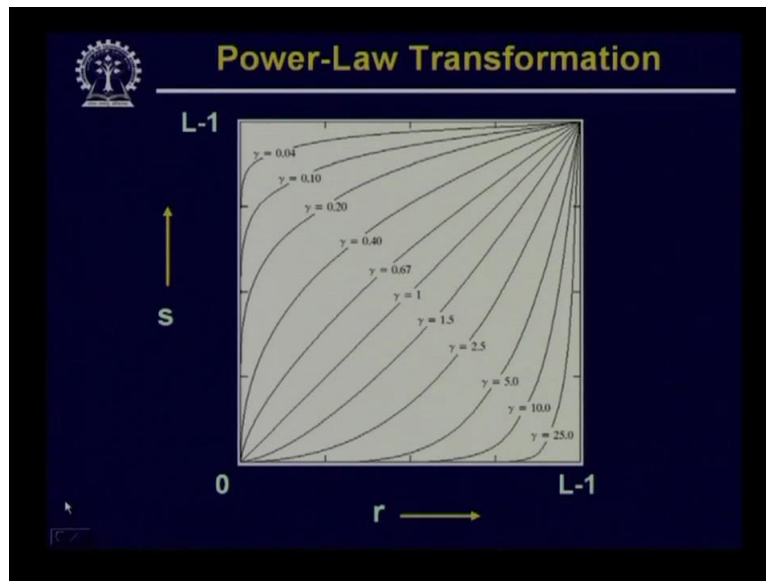 Power-Law Transformation
L-1
γ = 0.04
γ = 0.10
γ = 0.20
γ = 0.40
γ = 0.67
γ = 1
γ = 1.5
γ = 2.5
γ = 5.0
γ = 10.0
γ = 25.0
s
0
L-1
r